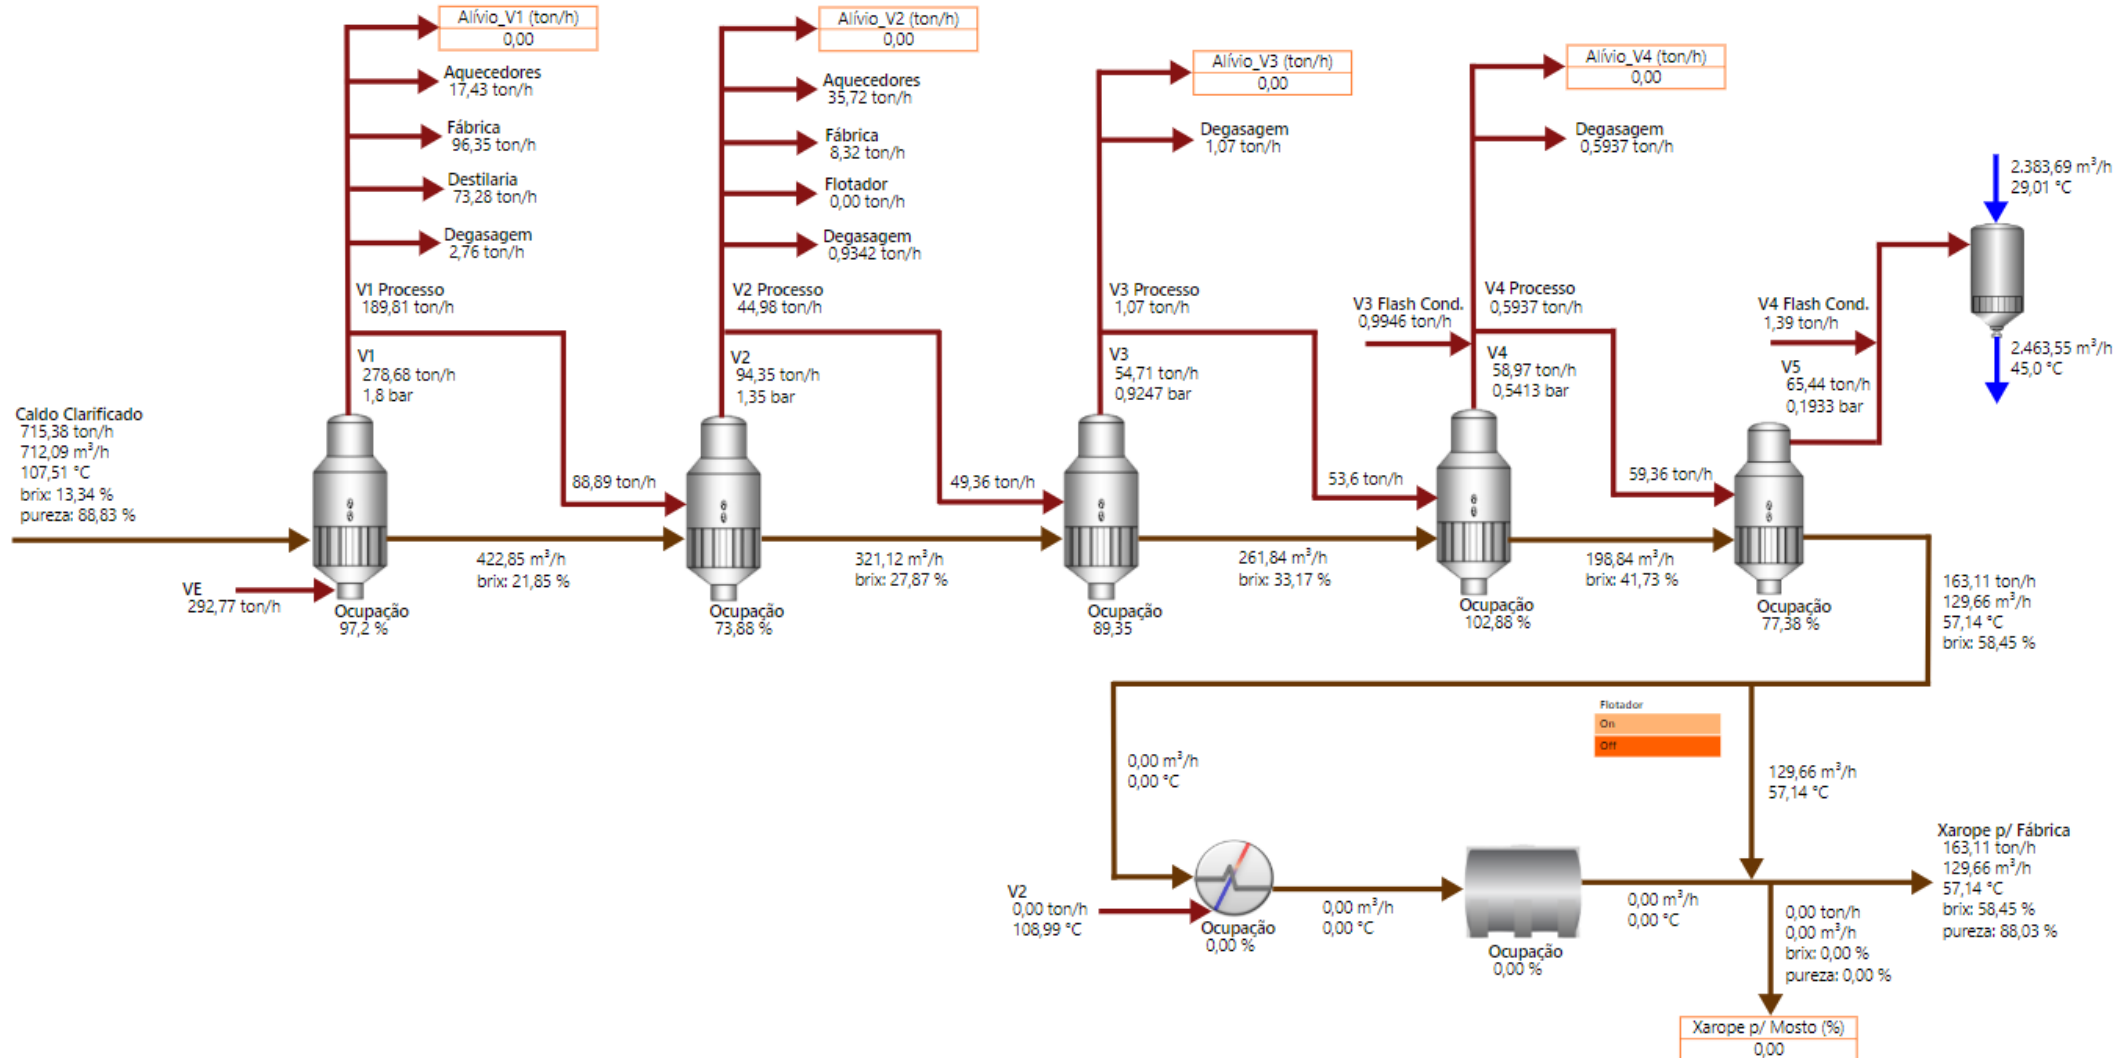 Alívio_V1 (ton/h)
0,00
Aquecedores
17,43 ton/h
Fábrica
96,35 ton/h
Destilaria
73,28 ton/h
Degasagem
2,76 ton/h
V1 Processo
189,81 ton/h
V1
278,68 ton/h
1,8 bar
Caldo Clarificado
715,38 ton/h
712,09 m³/h
107,51 °C
brix: 13,34 %
pureza: 88,83 %
VE
292,77 ton/h
Ocupação
97,2 %
88,89 ton/h
422,85 m³/h
brix: 21,85 %
Alívio_V2 (ton/h)
0,00
Aquecedores
35,72 ton/h
Fábrica
8,32 ton/h
Flotador
0,00 ton/h
Degasagem
0,9342 ton/h
V2 Processo
44,98 ton/h
V2
94,35 ton/h
1,35 bar
Ocupação
73,88 %
49,36 ton/h
321,12 m³/h
brix: 27,87 %
Alívio_V3 (ton/h)
0,00
Degasagem
1,07 ton/h
V3 Processo
1,07 ton/h
V3
54,71 ton/h
0,9247 bar
Ocupação
89,35
53,6 ton/h
261,84 m³/h
brix: 33,17 %
Alívio_V4 (ton/h)
0,00
Degasagem
0,5937 ton/h
V3 Flash Cond.
0,9946 ton/h
V4 Processo
0,5937 ton/h
V4
58,97 ton/h
0,5413 bar
Ocupação
102,88 %
59,36 ton/h
198,84 m³/h
brix: 41,73 %
V4 Flash Cond.
1,39 ton/h
V5
65,44 ton/h
0,1933 bar
Ocupação
77,38 %
2.383,69 m³/h
29,01 °C
2.463,55 m³/h
45,0 °C
163,11 ton/h
129,66 m³/h
57,14 °C
brix: 58,45 %
Flotador
On
Off
0,00 m³/h
0,00 °C
129,66 m³/h
57,14 °C
V2
0,00 ton/h
108,99 °C
Ocupação
0,00 %
0,00 m³/h
0,00 °C
Ocupação
0,00 %
0,00 m³/h
0,00 °C
Xarope p/ Fábrica
163,11 ton/h
129,66 m³/h
57,14 °C
brix: 58,45 %
pureza: 88,03 %
0,00 ton/h
0,00 m³/h
brix: 0,00 %
pureza: 0,00 %
Xarope p/ Mosto (%)
0,00